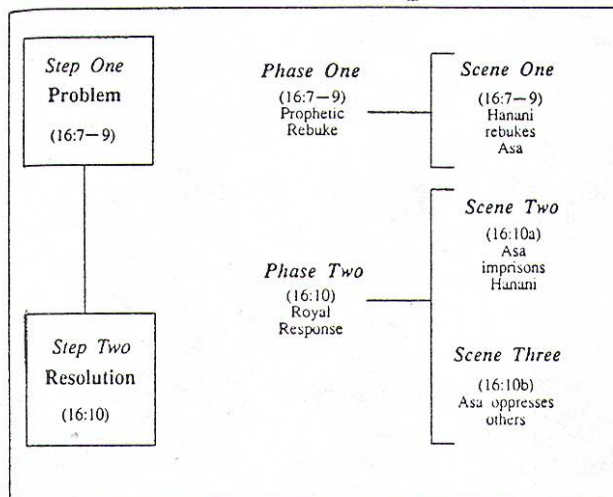 Step One
Problem
(16:7—9)
Step Two
Resolution
(16:10)
Phase One
(16:7—9)
Prophetic
Rebuke
Phase Two
(16:10)
Royal
Response
Scene One
(16:7—9)
Hanani
rebukes
Asa
Scene Two
(16:10a)
Asa
imprisons
Hanani
Scene Three
(16:10b)
Asa oppresses
others